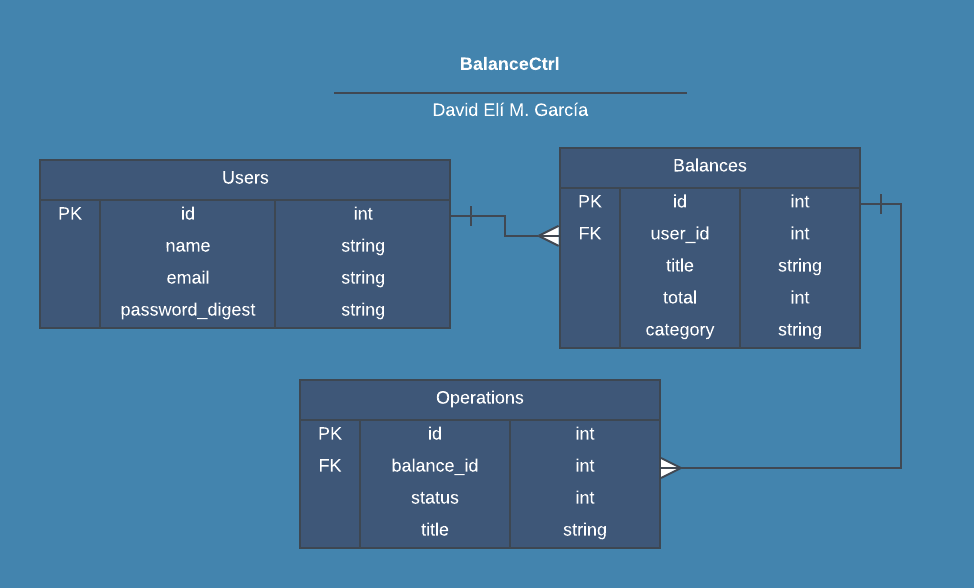 BalanceCtrl
David Elí M. García
Users
PK id int
name string
email string
password_digest string
Balances
PK id int
FK user_id int
title string
total int
category string
Operations
PK id int
FK balance_id int
status int
title string